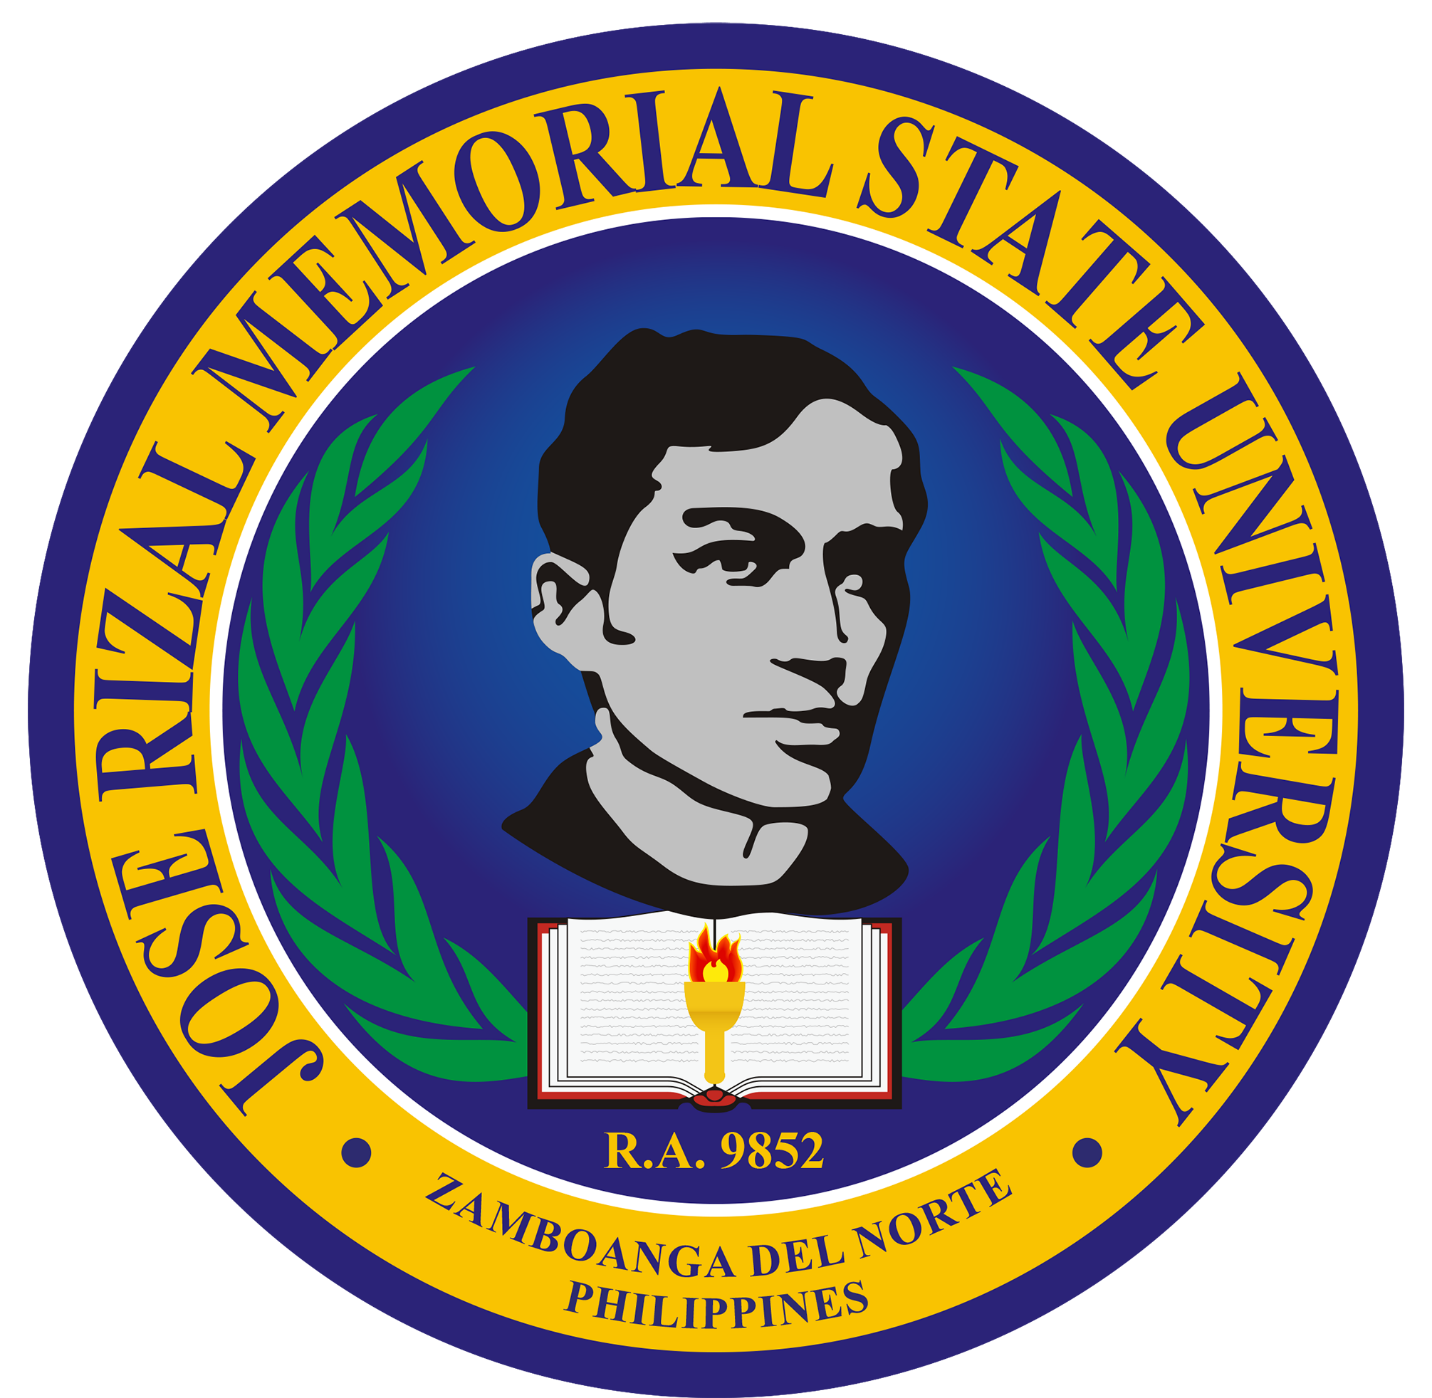 JOSE RIZAL MEMORIAL STATE UNIVERSITY
R.A. 9852
ZAMBOANGA DEL NORTE
PHILIPPINES